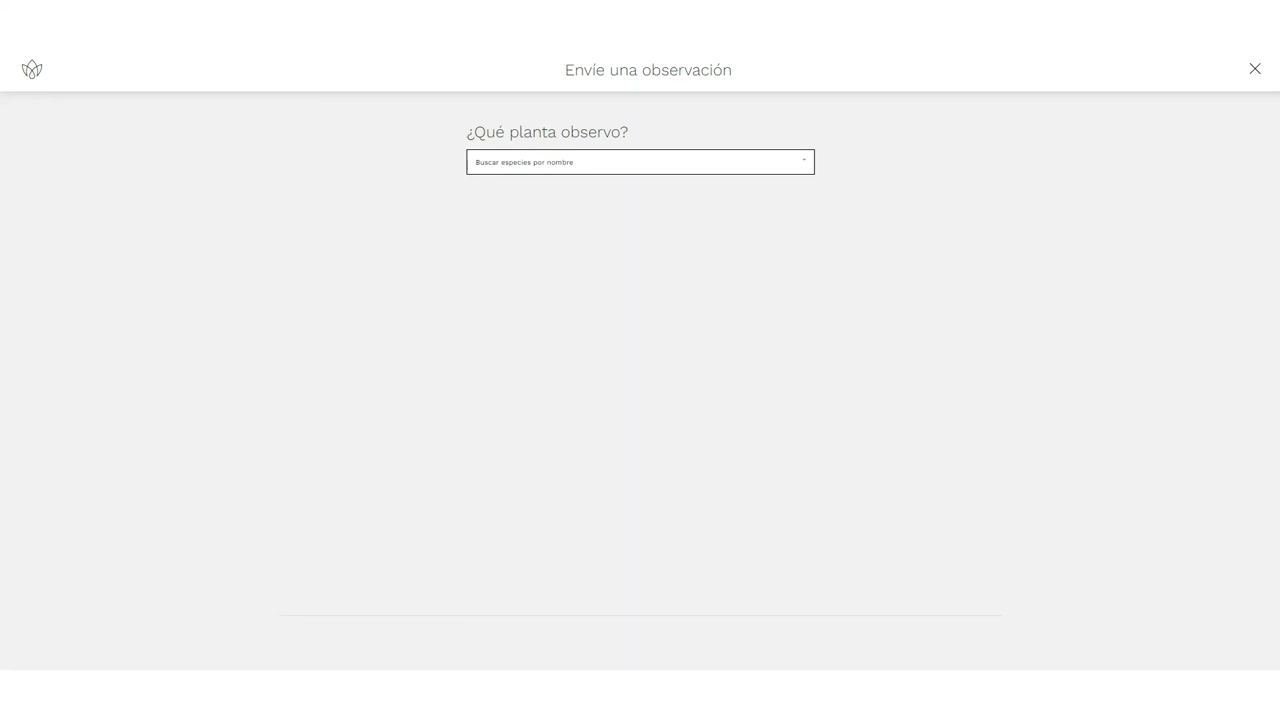 Envíe una observación
¿Qué planta observo?
Buscar especies por nombre